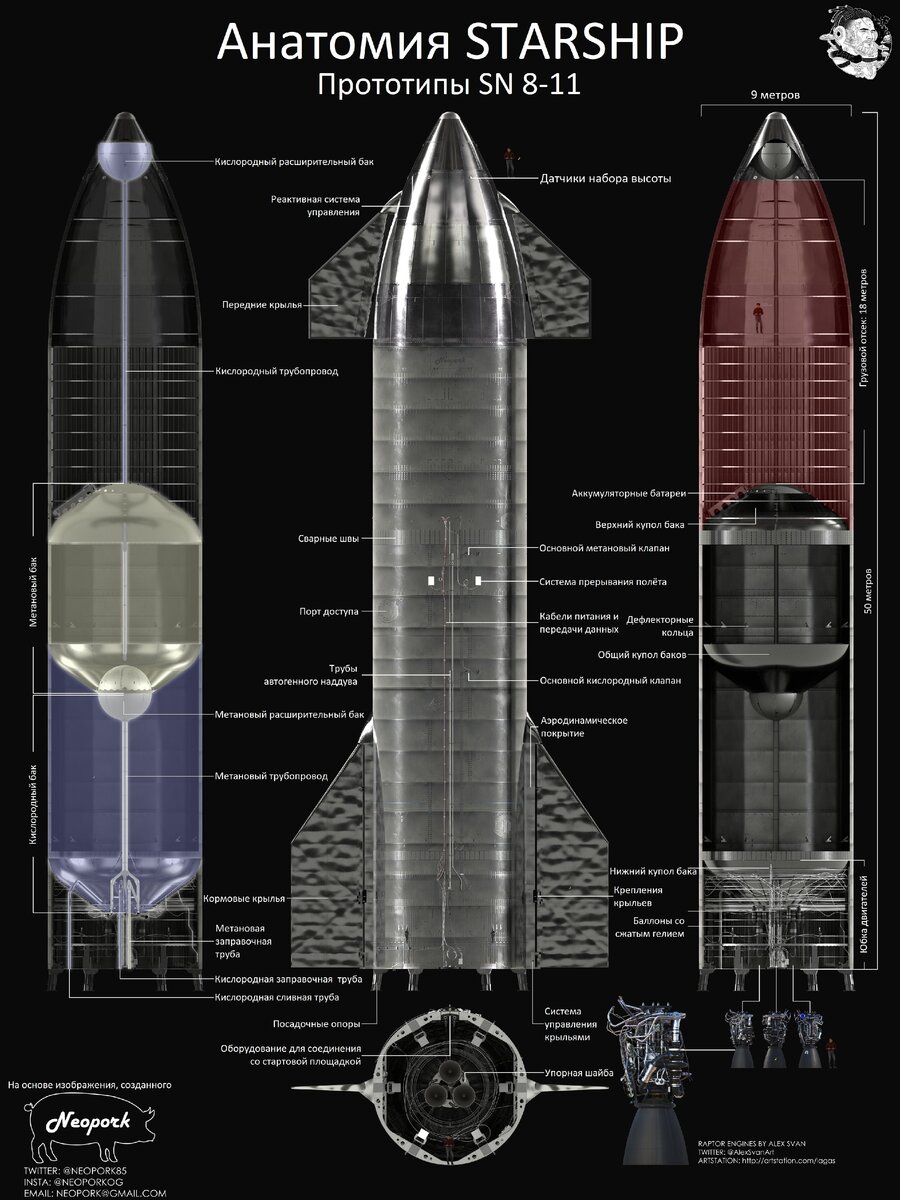 Анатомия STARSHIP
Прототипы SN 8-11
9 метров
Кислородный расширительный бак
Датчики набора высоты
Реактивная система
управления
Передние крылья
Грузовой отсек: 18 метров
Кислородный трубопровод
Аккумуляторные батареи
Верхний купол бака
Сварные швы
Основной метановый клапан
Метановый бак
Система прерывания полёта
50 метров
Порт доступа
Кабели питания и
передачи данных
Дефлекторные
кольца
Общий купол баков
Трубы
автогенного наддува
Основной кислородный клапан
Метановый расширительный бак
Аэродинамическое
покрытие
Метановый трубопровод
Кислородный бак
Нижний купол бака
Кормовые крылья
Крепления
крыльев
Баллоны со
сжатым гелием
Юбка двигателей
Метановая
заправочная
труба
Кислородная заправочная труба
Кислородная сливная труба
Посадочные опоры
Система
управления
крыльями
Оборудование для соединения
со стартовой площадкой
Упорная шайба
На основе изображения, созданного
Neopork
TWITTER: @NEOPORK85
INSTA: @NEOPORKOG
EMAIL: NEOPORK@GMAIL.COM
RAPTOR ENGINES BY ALEX SVAN
TWITTER: @AlexSvanArt
ARTSTATION: http://artstation.com/agas